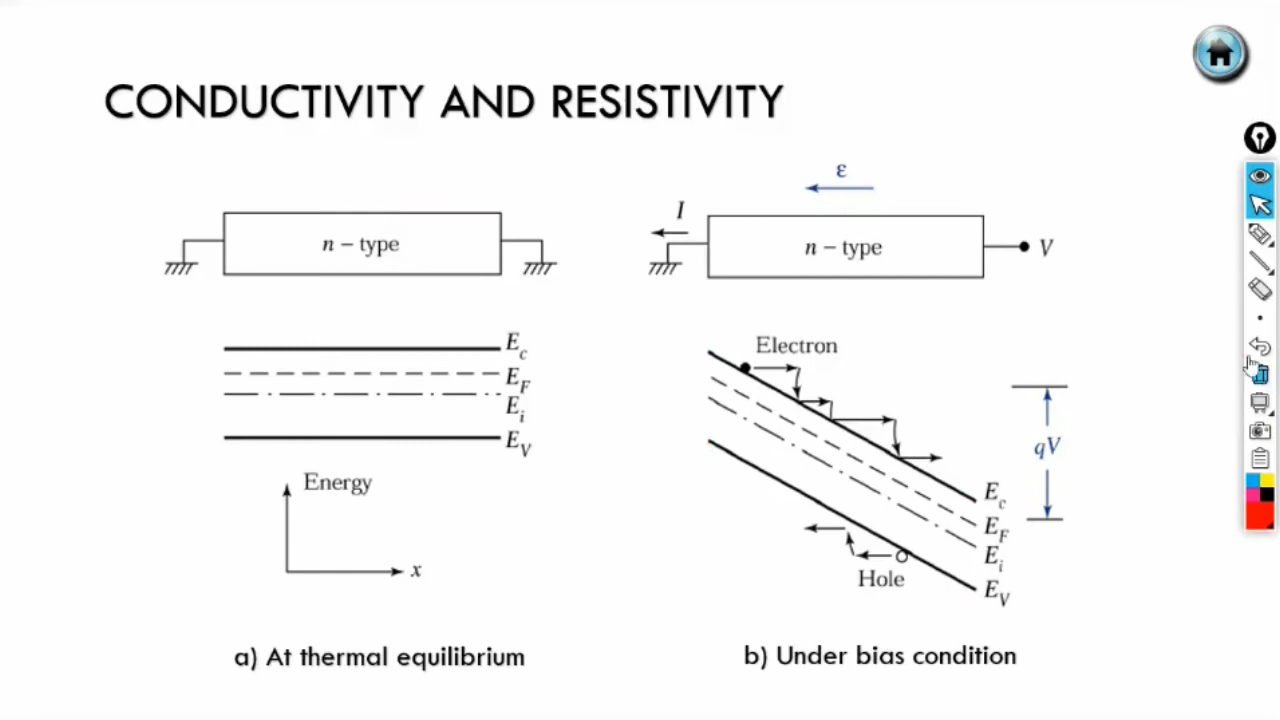 CONDUCTIVITY AND RESISTIVITY
n – type
ε
I
n – type
V
E_c
E_F
E_i
E_V
Energy
x
Electron
qV
E_c
E_F
E_i
E_V
Hole
a) At thermal equilibrium
b) Under bias condition